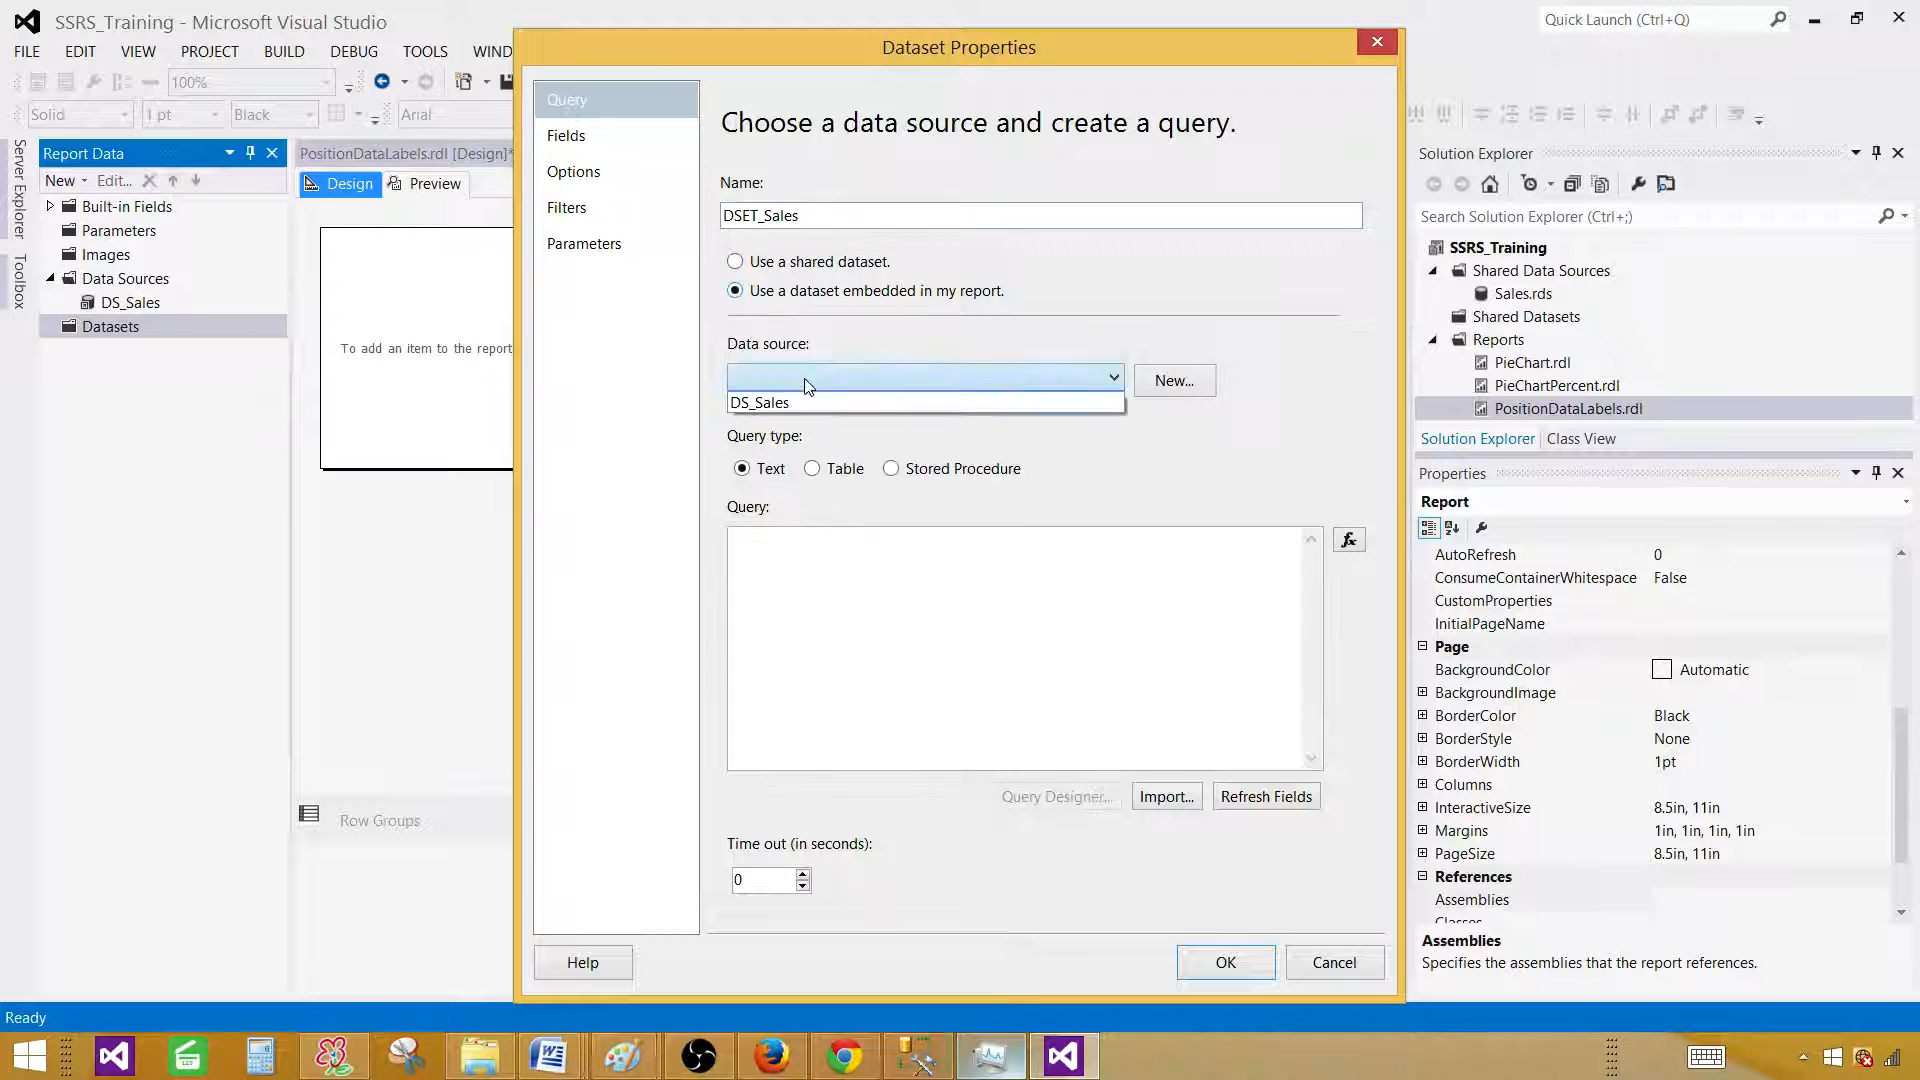 SSRS_Training - Microsoft Visual Studio
Quick Launch (Ctrl+Q)
FILE EDIT VIEW PROJECT BUILD DEBUG TOOLS WIND
100%
Solid 1 pt Black Arial
Dataset Properties
Server Explorer
Toolbox
Report Data
New Edit...
Built-in Fields
Parameters
Images
Data Sources
DS_Sales
Datasets
PositionDataLabels.rdl [Design]*
Design Preview
To add an item to the report
Row Groups
Query
Fields
Options
Filters
Parameters
Choose a data source and create a query.
Name:
DSET_Sales
Use a shared dataset.
Use a dataset embedded in my report.
Data source:
New...
DS_Sales
Query type:
Text Table Stored Procedure
Query:
fx
Query Designer... Import... Refresh Fields
Time out (in seconds):
0
Help OK Cancel
Solution Explorer
Search Solution Explorer (Ctrl+;)
SSRS_Training
Shared Data Sources
Sales.rds
Shared Datasets
Reports
PieChart.rdl
PieChartPercent.rdl
PositionDataLabels.rdl
Solution Explorer Class View
Properties
Report
AutoRefresh 0
ConsumeContainerWhitespace False
CustomProperties
InitialPageName
Page
BackgroundColor Automatic
BackgroundImage
BorderColor Black
BorderStyle None
BorderWidth 1pt
Columns
InteractiveSize 8.5in, 11in
Margins 1in, 1in, 1in, 1in
PageSize 8.5in, 11in
References
Assemblies
Classes
Assemblies
Specifies the assemblies that the report references.
Ready